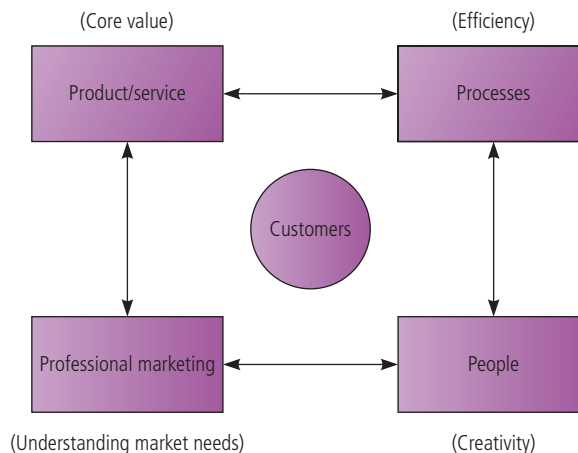 (Core value)
(Efficiency)
Product/service
Processes
Customers
Professional marketing
People
(Understanding market needs)
(Creativity)